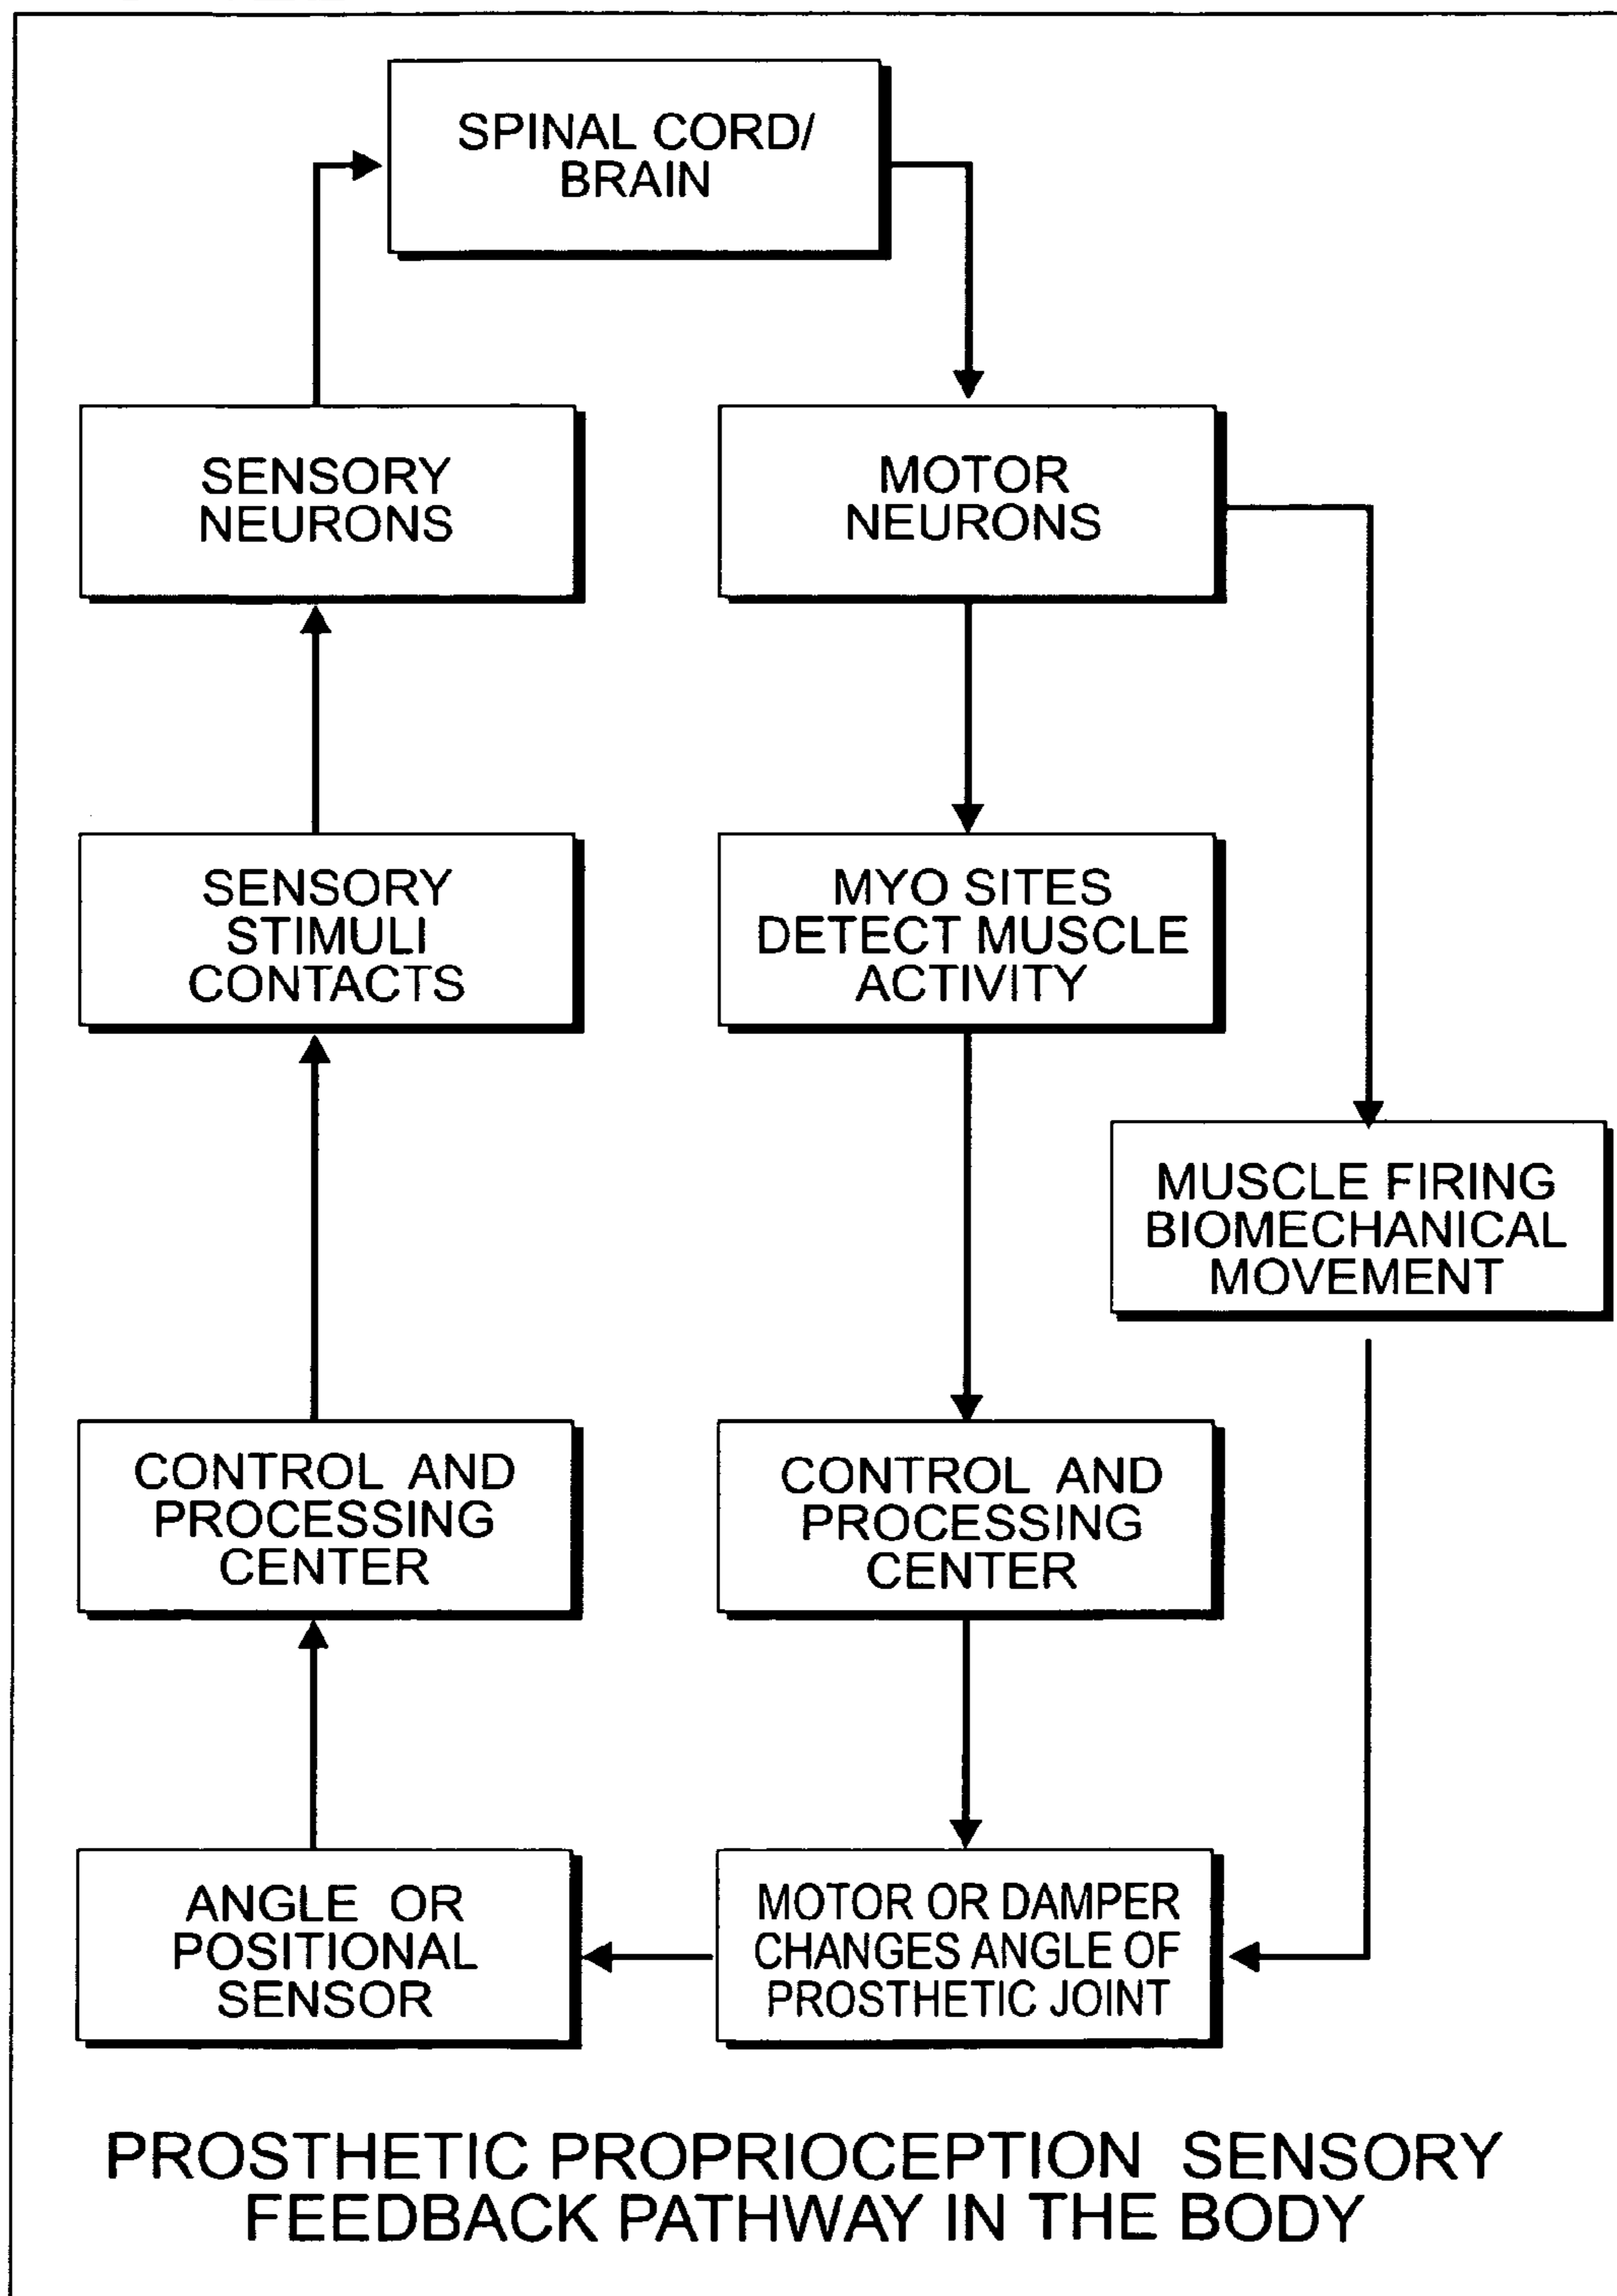 SPINAL CORD/
BRAIN
SENSORY
NEURONS
MOTOR
NEURONS
SENSORY
STIMULI
CONTACTS
MYO SITES
DETECT MUSCLE
ACTIVITY
MUSCLE FIRING
BIOMECHANICAL
MOVEMENT
CONTROL AND
PROCESSING
CENTER
CONTROL AND
PROCESSING
CENTER
ANGLE OR
POSITIONAL
SENSOR
MOTOR OR DAMPER
CHANGES ANGLE OF
PROSTHETIC JOINT
PROSTHETIC PROPRIOCEPTION SENSORY
FEEDBACK PATHWAY IN THE BODY